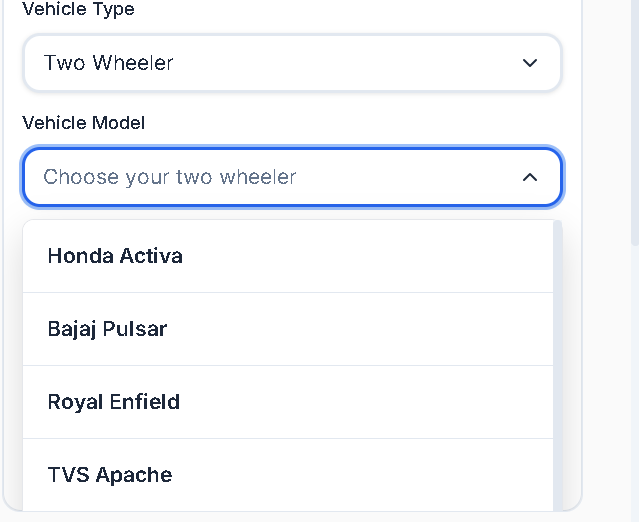 Vehicle Type
Two Wheeler
Vehicle Model
Choose your two wheeler
Honda Activa
Bajaj Pulsar
Royal Enfield
TVS Apache